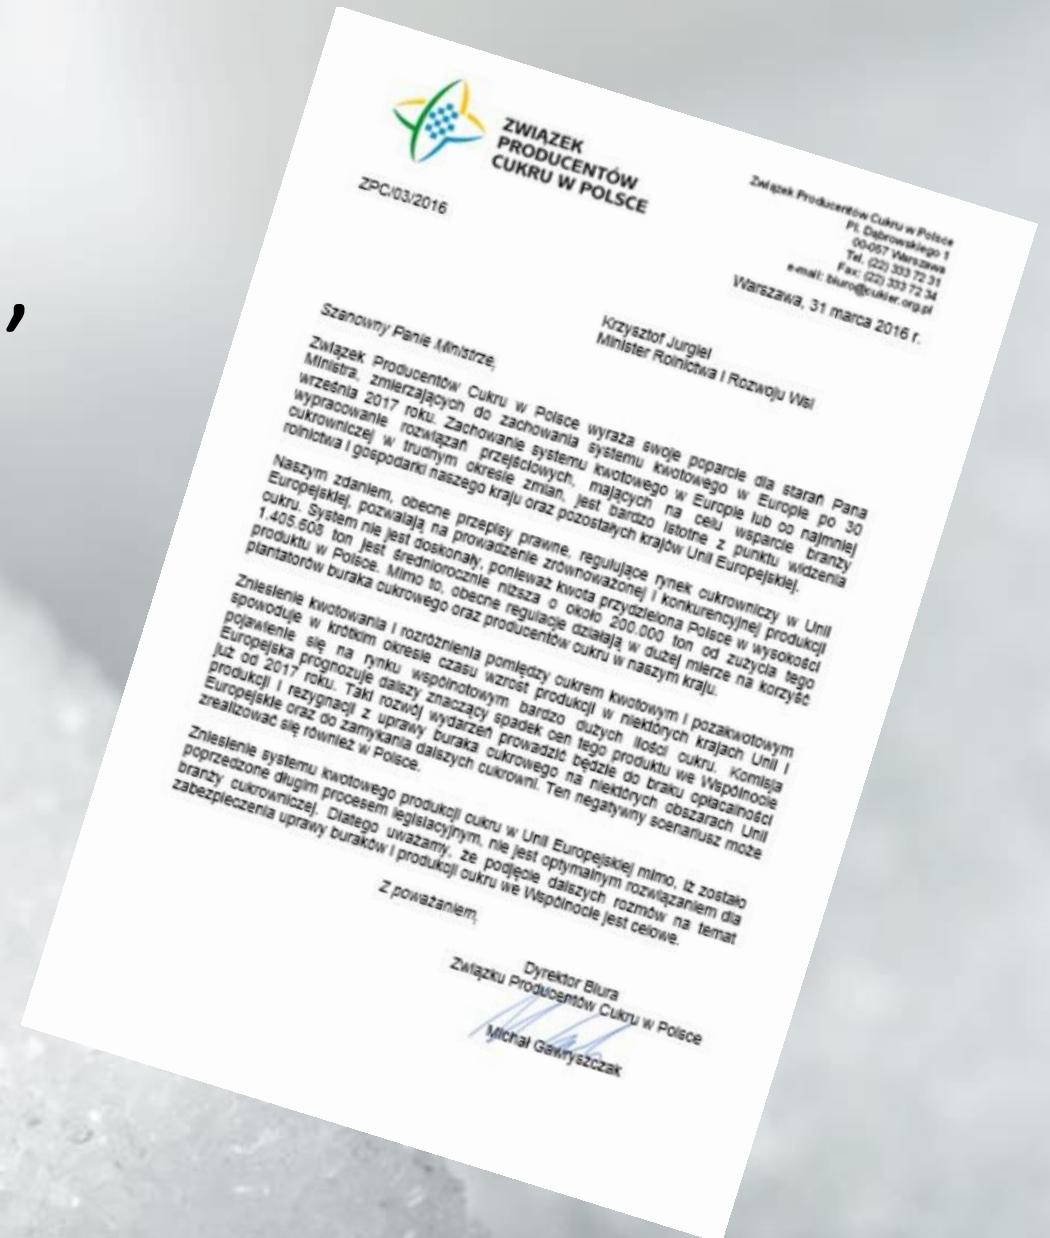 ,
ZWIĄZEK
PRODUCENTÓW
CUKRU W POLSCE
ZPC/03/2016
Związek Producentów Cukru w Polsce
Pl. Dąbrowskiego 1
00-057 Warszawa
Tel. (22) 333 72 31
Fax: (22) 333 72 34
e-mail: biuro@cukier.org.pl
Warszawa, 31 marca 2016 r.
Krzysztof Jurgiel
Minister Rolnictwa i Rozwoju Wsi
Szanowny Panie Ministrze,
Związek Producentów Cukru w Polsce wyraża swoje poparcie dla starań Pana
Ministra, zmierzających do zachowania systemu kwotowego w Europie po 30
września 2017 roku. Zachowanie systemu kwotowego w Europie lub co najmniej
wypracowanie rozwiązań przejściowych, mających na celu wsparcie branży
cukrowniczej w trudnym okresie zmian, jest bardzo istotne z punktu widzenia
rolnictwa i gospodarki naszego kraju oraz pozostałych krajów Unii Europejskiej.
Naszym zdaniem, obecne przepisy prawne, regulujące rynek cukrowniczy w Unii
Europejskiej, pozwalają na prowadzenie zrównoważonej i konkurencyjnej produkcji
cukru. System nie jest doskonały, ponieważ kwota przydzielona Polsce w wysokości
1.405.608 ton jest średniorocznie niższa o około 200.000 ton od zużycia tego
produktu w Polsce. Mimo to, obecne regulacje działają w dużej mierze na korzyść
plantatorów buraka cukrowego oraz producentów cukru w naszym kraju.
Zniesienie kwotowania i rozróżnienia pomiędzy cukrem kwotowym i pozakwotowym
spowoduje w krótkim okresie czasu wzrost produkcji w niektórych krajach Unii i
pojawienie się na rynku wspólnotowym bardzo dużych ilości cukru. Komisja
Europejska prognozuje dalszy znaczący spadek cen tego produktu we Wspólnocie
już od 2017 roku. Taki rozwój wydarzeń prowadzić będzie do braku opłacalności
produkcji i rezygnacji z uprawy buraka cukrowego na niektórych obszarach Unii
Europejskie oraz do zamykania dalszych cukrowni. Ten negatywny scenariusz może
zrealizować się również w Polsce.
Zniesienie systemu kwotowego produkcji cukru w Unii Europejskiej mimo, iż zostało
poprzedzone długim procesem legislacyjnym, nie jest optymalnym rozwiązaniem dla
branży cukrowniczej. Dlatego uważamy, że podjęcie dalszych rozmów na temat
zabezpieczenia uprawy buraków i produkcji cukru we Wspólnocie jest celowe.
Z poważaniem,
Dyrektor Biura
Związku Producentów Cukru w Polsce
Michał Gawryszczak